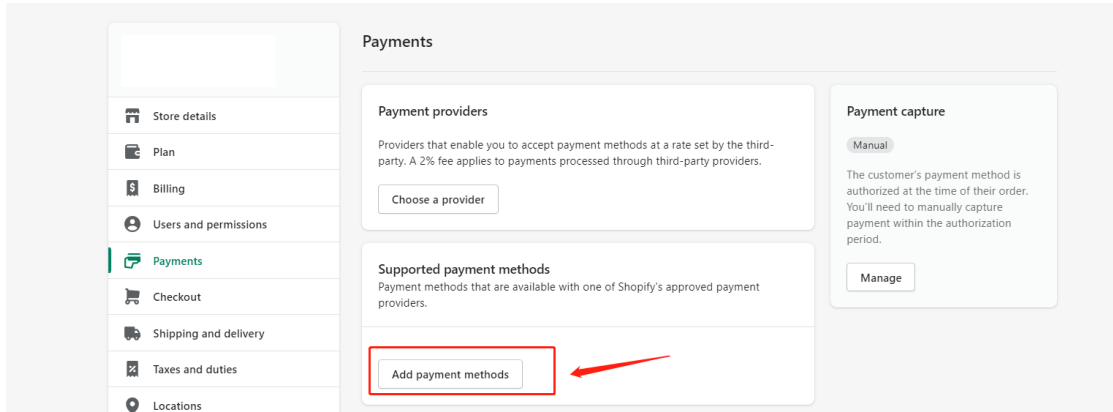 Payments
Store details
Plan
Billing
Users and permissions
Payments
Checkout
Shipping and delivery
Taxes and duties
Locations
Payment providers
Providers that enable you to accept payment methods at a rate set by the third-
party. A 2% fee applies to payments processed through third-party providers.
Choose a provider
Supported payment methods
Payment methods that are available with one of Shopify's approved payment
providers.
Add payment methods
Payment capture
Manual
The customer's payment method is
authorized at the time of their order.
You'll need to manually capture
payment within the authorization
period.
Manage